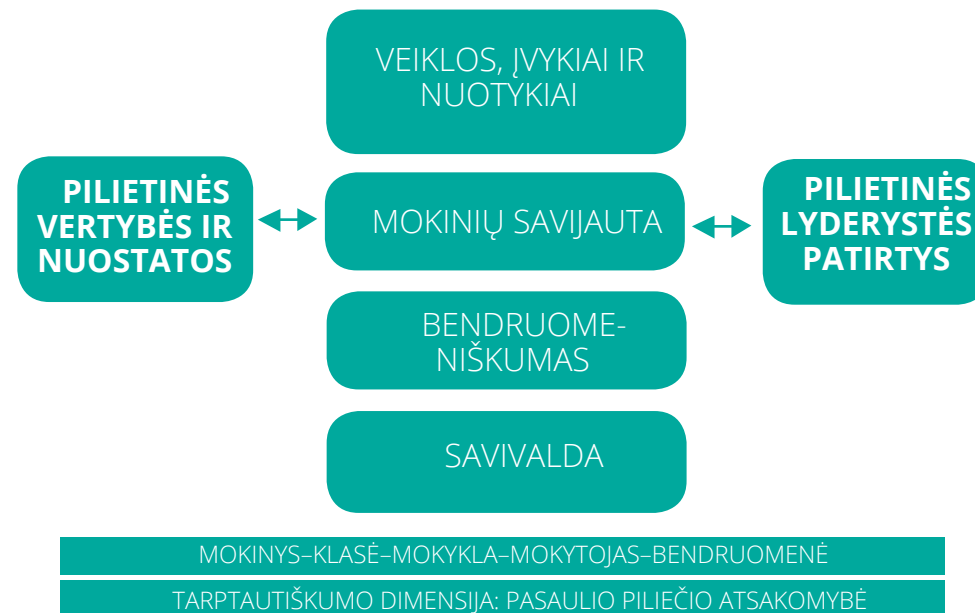 VEIKLOS, ĮVYKIAI IR
NUOTYKIAI
PILIETINĖS
VERTYBĖS IR
NUOSTATOS
MOKINIŲ SAVIJAUTA
PILIETINĖS
LYDERYSTĖS
PATIRTYS
BENDRUOME-
NIŠKUMAS
SAVIVALDA
MOKINYS–KLASĖ–MOKYKLA–MOKYTOJAS–BENDRUOMENĖ
TARPTAUTIŠKUMO DIMENSIJA: PASAULIO PILIEČIO ATSAKOMYBĖ